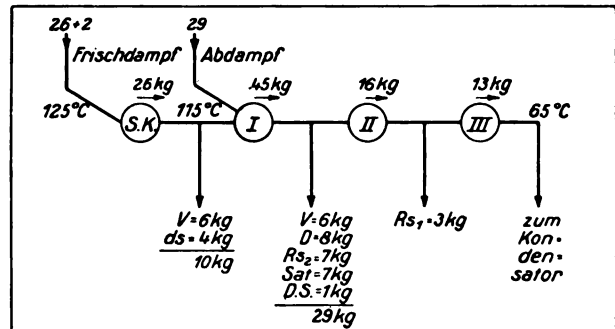 26+2
29
Frischdampf
Abdampf
26kg
45kg
16kg
13kg
125°C
115°C
65°C
S.K.
I
II
III
V=6kg
ds=4kg
10kg
V=6kg
D=8kg
Rs₂=7kg
Sat=7kg
D.S.=1kg
29kg
Rs₁=3kg
zum
Kon=
den=
sator